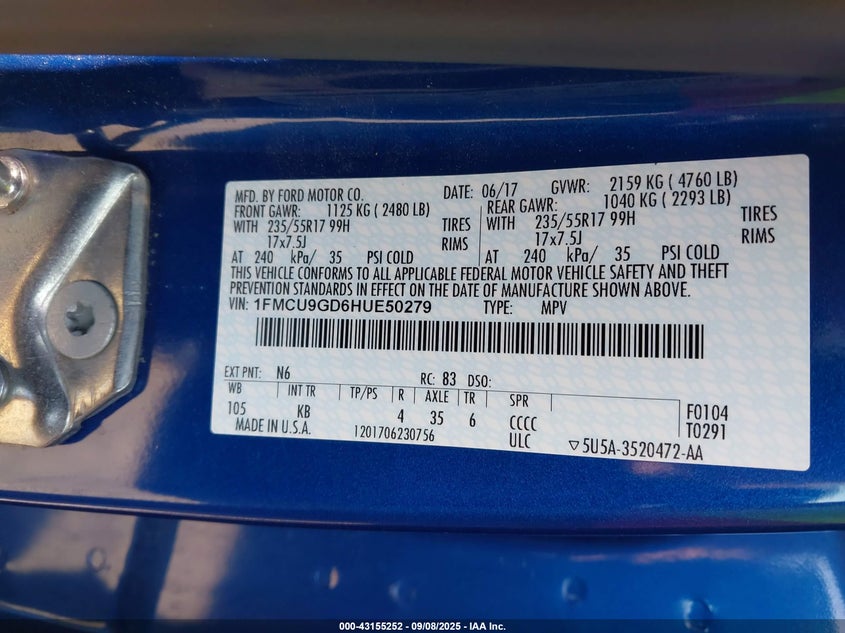 MFD. BY FORD MOTOR CO. DATE: 06/17 GVWR: 2159 KG ( 4760 LB)
FRONT GAWR: 1125 KG ( 2480 LB) REAR GAWR: 1040 KG ( 2293 LB)
WITH 235/55R17 99H TIRES WITH 235/55R17 99H TIRES
17x7.5J RIMS 17x7.5J RIMS
AT 240 kPa/ 35 PSI COLD AT 240 kPa/ 35 PSI COLD
THIS VEHICLE CONFORMS TO ALL APPLICABLE FEDERAL MOTOR VEHICLE SAFETY AND THEFT
PREVENTION STANDARDS IN EFFECT ON THE DATE OF MANUFACTURE SHOWN ABOVE.
VIN: 1FMCU9GD6HUE50279 TYPE: MPV
EXT PNT: N6 RC: 83 DSO:
WB INT TR TP/PS R AXLE TR SPR
105 KB 4 35 6 CCCC F0104
MADE IN U.S.A. 1201706230756 ULC T0291
▽5U5A-3520472-AA
000-43155252 - 09/08/2025 - IAA Inc.